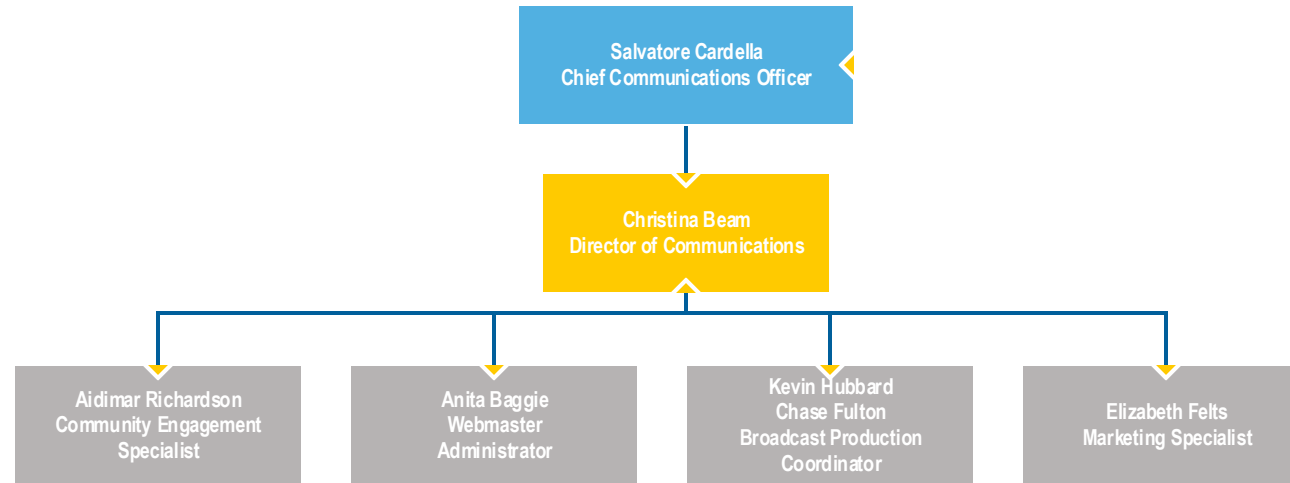 Salvatore Cardella
Chief Communications Officer
Christina Beam
Director of Communications
Aidimar Richardson
Community Engagement
Specialist
Anita Baggie
Webmaster
Administrator
Kevin Hubbard
Chase Fulton
Broadcast Production
Coordinator
Elizabeth Felts
Marketing Specialist